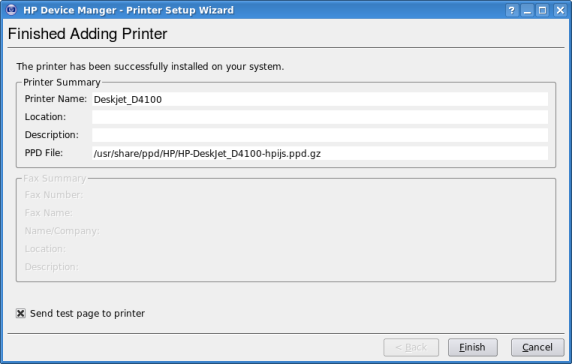 HP Device Manger - Printer Setup Wizard
Finished Adding Printer
The printer has been successfully installed on your system.
Printer Summary
Printer Name: Deskjet_D4100
Location:
Description:
PPD File: /usr/share/ppd/HP/HP-DeskJet_D4100-hpijs.ppd.gz
Fax Summary
Fax Number:
Fax Name:
Name/Company:
Location:
Description:
Send test page to printer
< Back Finish Cancel